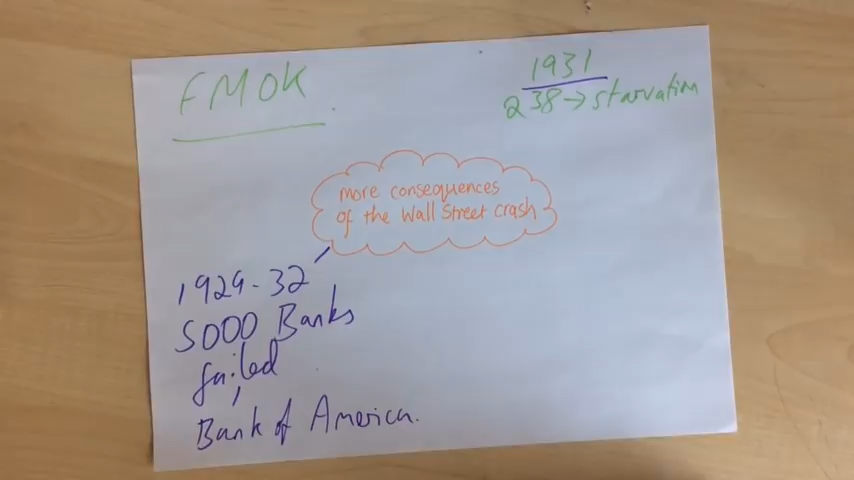 FMOK
1931
238→starvation
more consequences
of the Wall Street crash
1929-32
5000 Banks
failed
Bank of America.